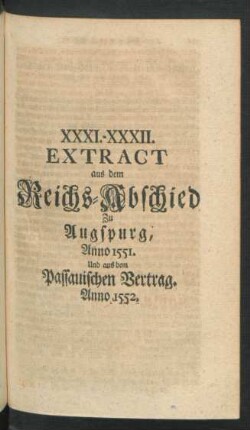 XXXI.-XXXII.
EXTRACT
aus dem
Reichs-Abschied
Zu
Augspurg,
Anno 1551.
Und aus dem
Passauischen Vertrag.
Anno 1552.